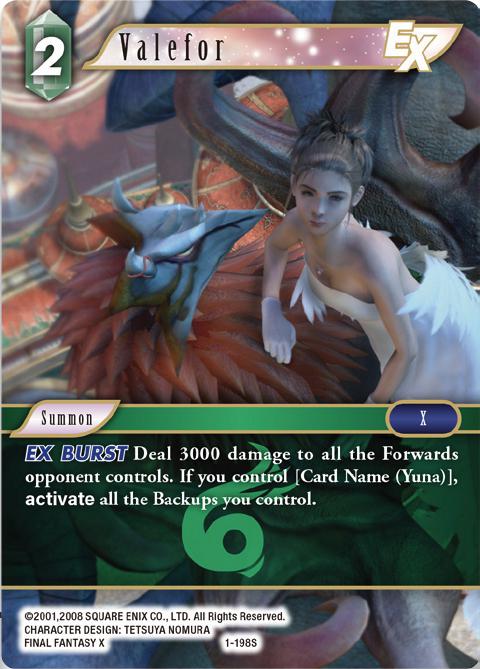 2
Valefor
EX
Summon
X
EX BURST Deal 3000 damage to all the Forwards
opponent controls. If you control [Card Name (Yuna)],
activate all the Backups you control.
6
©2001,2008 SQUARE ENIX CO., LTD. All Rights Reserved.
CHARACTER DESIGN: TETSUYA NOMURA
FINAL FANTASY X
1-198S